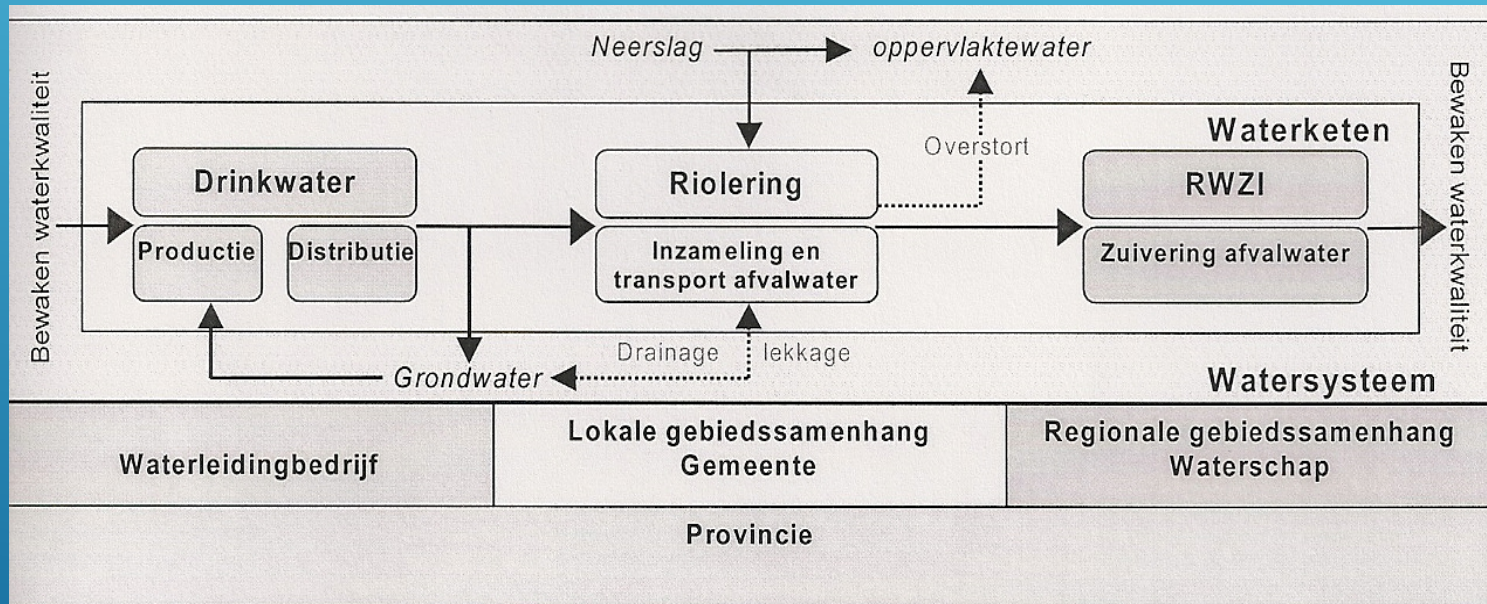 Neerslag
oppervlaktewater
Bewaken waterkwaliteit
Bewaken waterkwaliteit
Waterketen
Overstort
Drinkwater
Riolering
RWZI
Productie
Distributie
Inzameling en
transport afvalwater
Zuivering afvalwater
Drainage
lekkage
Grondwater
Watersysteem
Waterleidingbedrijf
Lokale gebiedssamenhang
Gemeente
Regionale gebiedssamenhang
Waterschap
Provincie